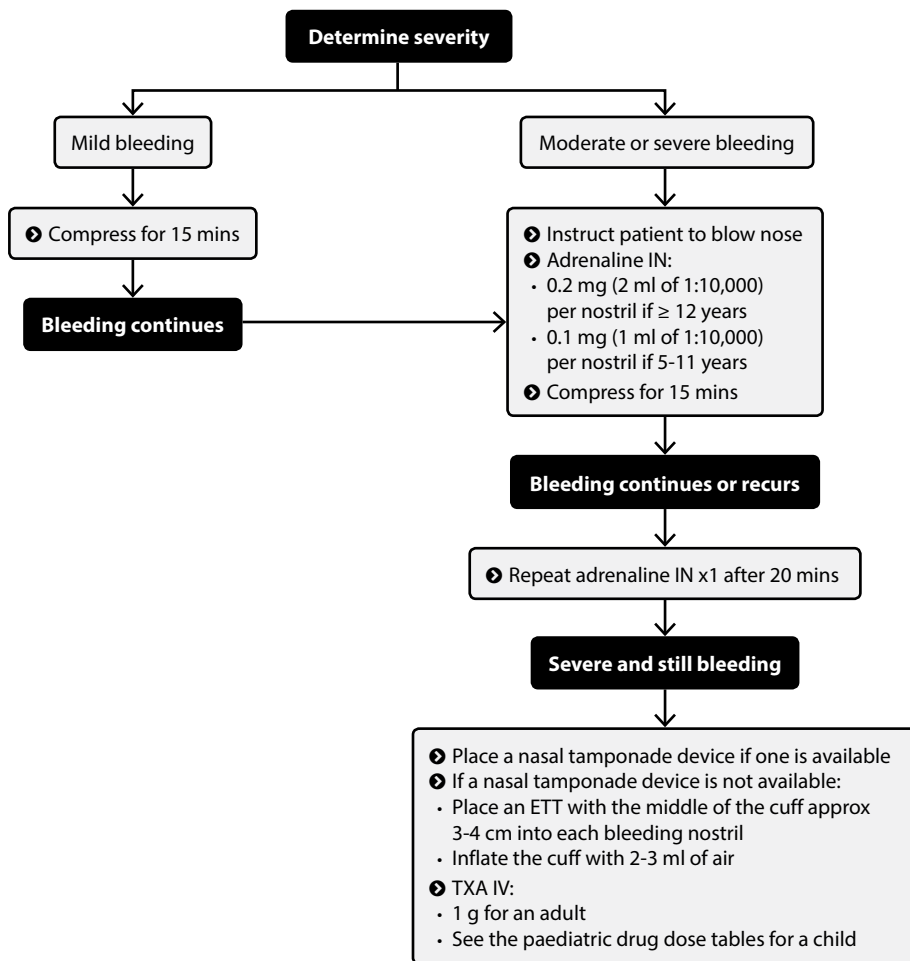 Determine severity
Mild bleeding
Moderate or severe bleeding
Compress for 15 mins
Bleeding continues
Instruct patient to blow nose
Adrenaline IN:
• 0.2 mg (2 ml of 1:10,000)
per nostril if ≥ 12 years
• 0.1 mg (1 ml of 1:10,000)
per nostril if 5-11 years
Compress for 15 mins
Bleeding continues or recurs
Repeat adrenaline IN x1 after 20 mins
Severe and still bleeding
Place a nasal tamponade device if one is available
If a nasal tamponade device is not available:
• Place an ETT with the middle of the cuff approx
3-4 cm into each bleeding nostril
• Inflate the cuff with 2-3 ml of air
TXA IV:
• 1 g for an adult
• See the paediatric drug dose tables for a child